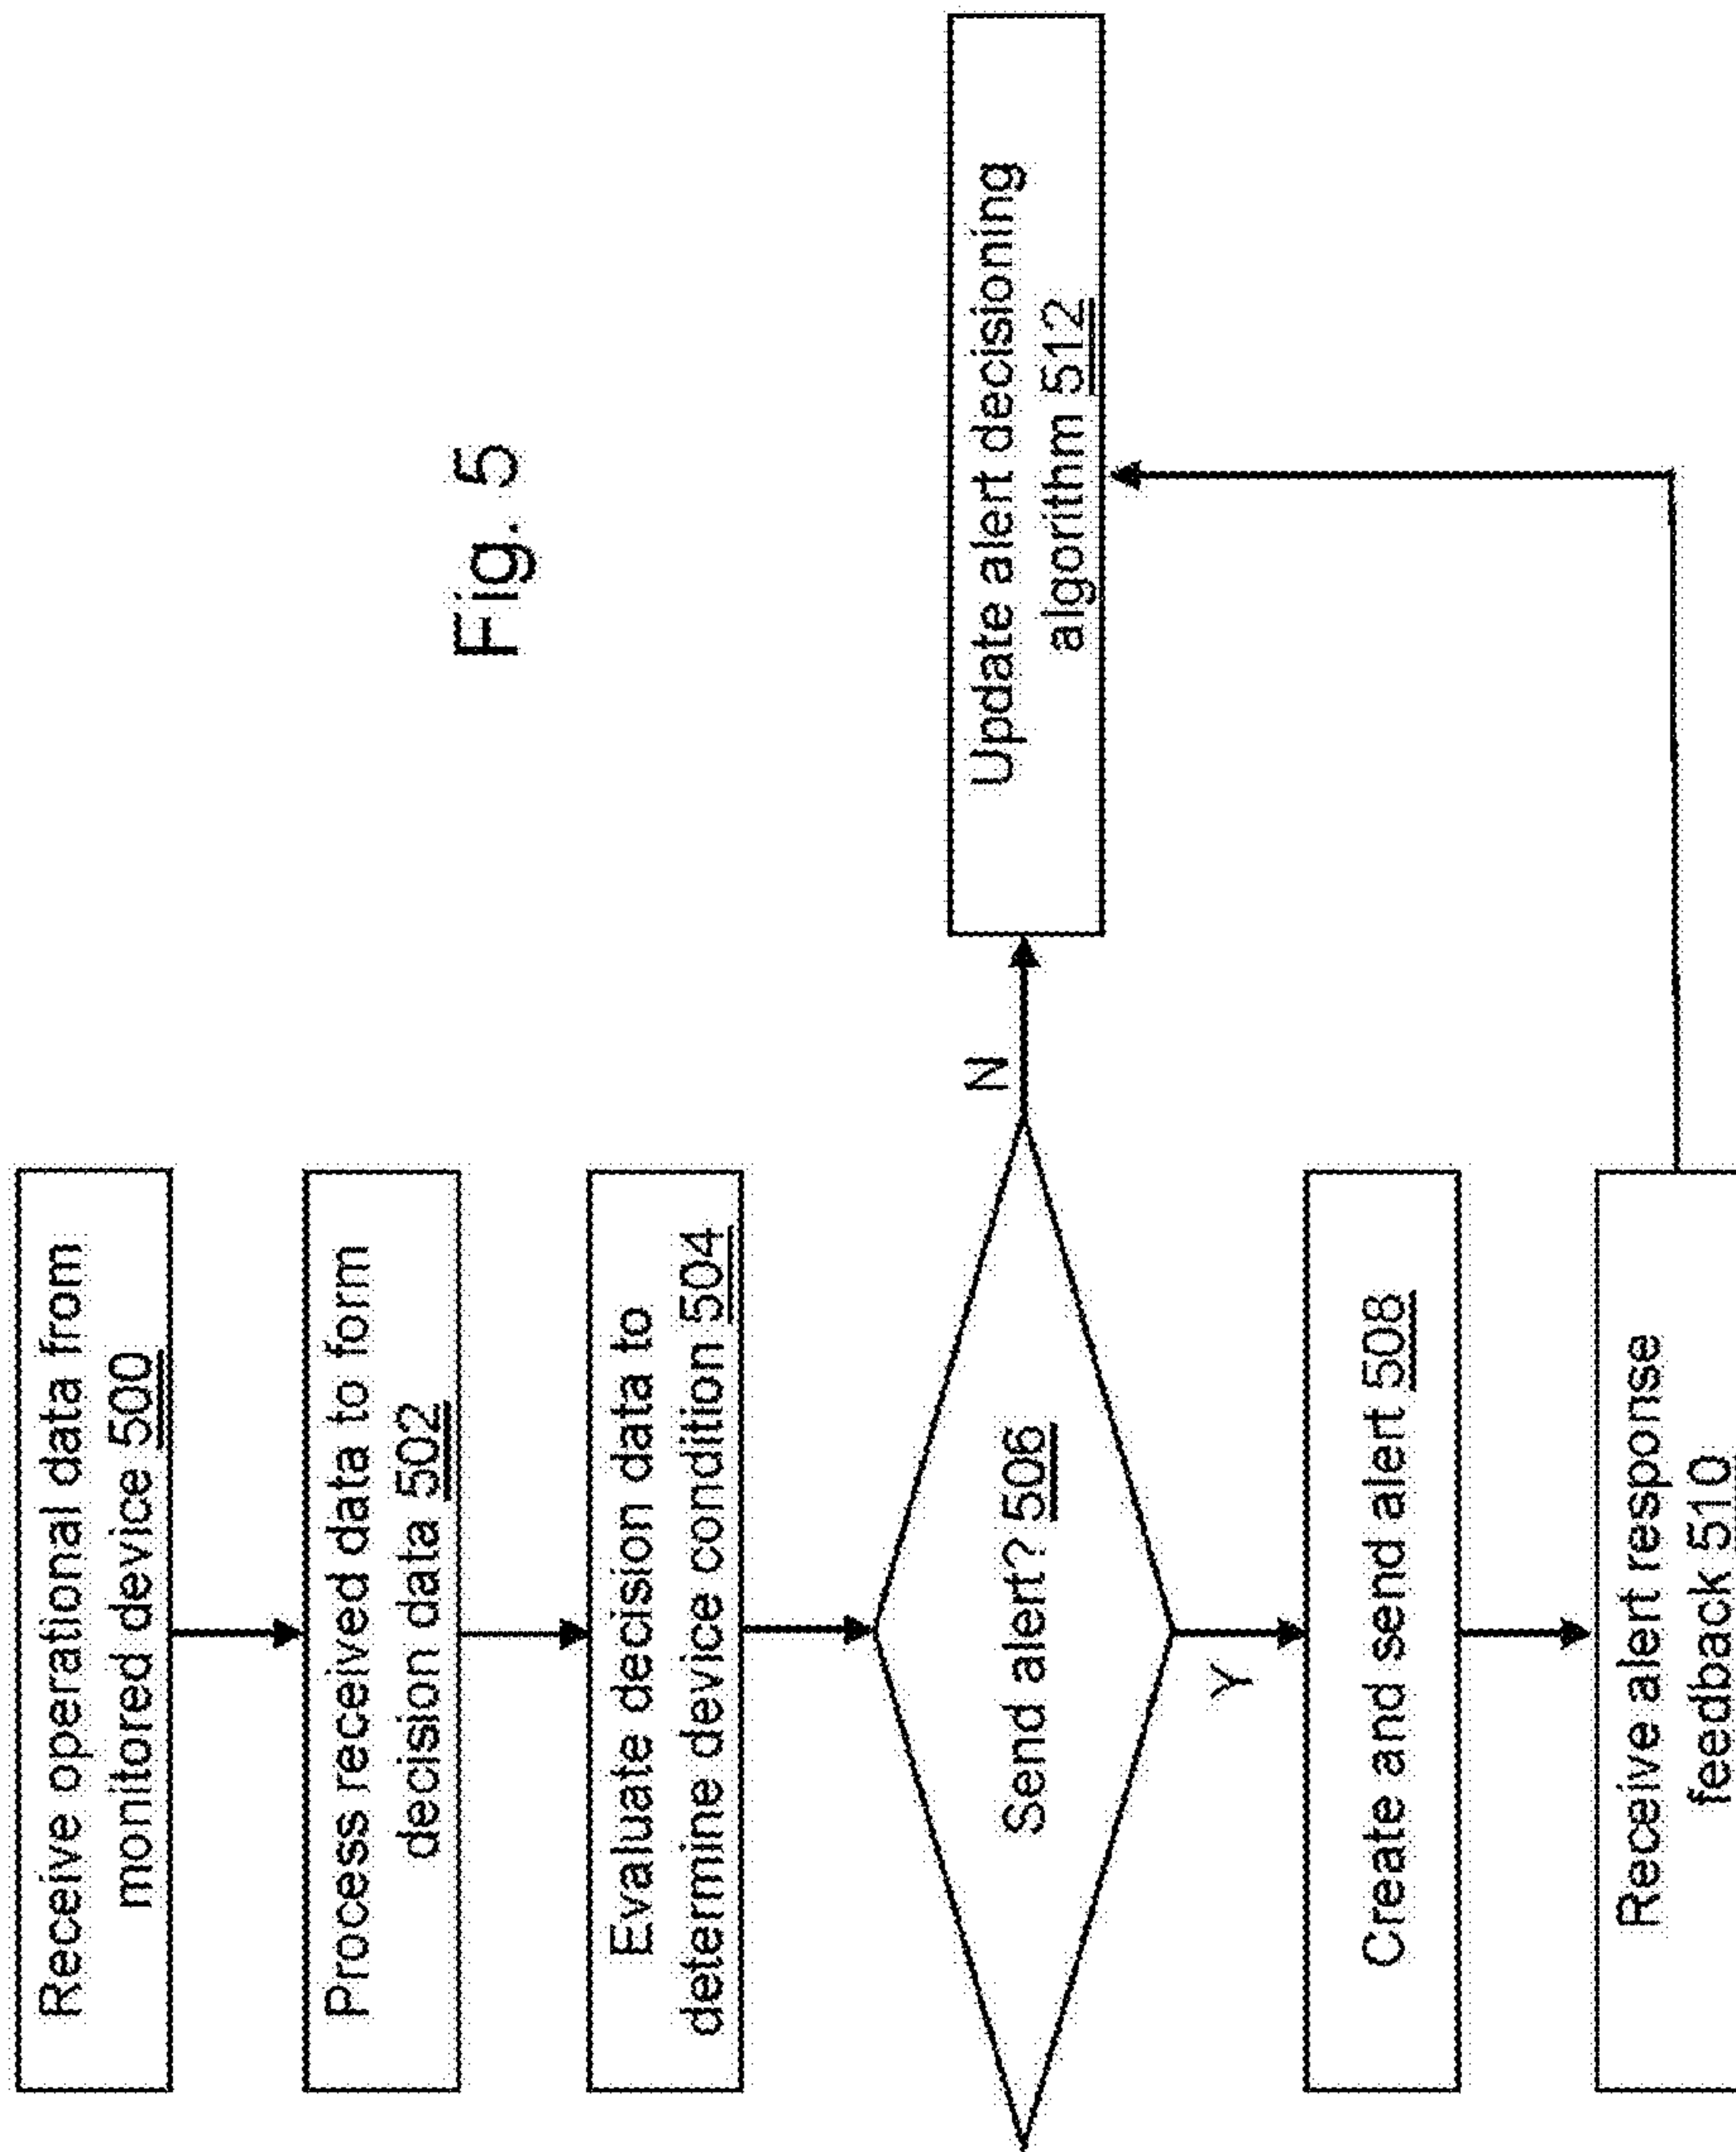 Fig. 5
Receive operational data from
monitored device 500
Process received data to form
decision data 502
Evaluate decision data to
determine device condition 504
Send alert? 506
N
Y
Update alert decisioning
algorithm 512
Create and send alert 508
Receive alert response
feedback 510